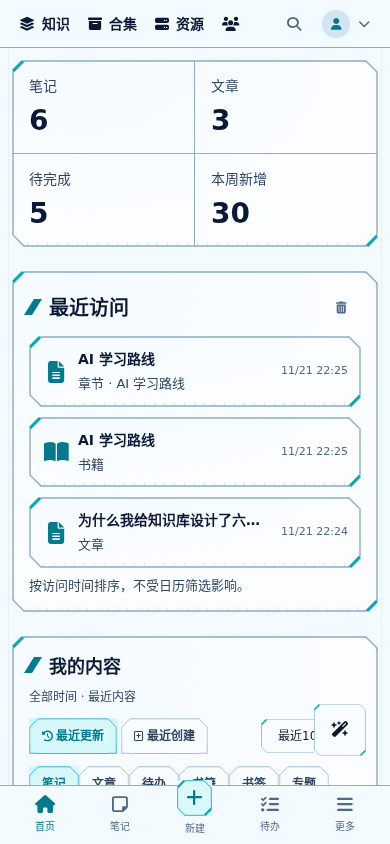 知识 合集 资源
笔记 文章
6 3
待完成 本周新增
5 30
最近访问
AI 学习路线
章节 · AI 学习路线
11/21 22:25
AI 学习路线
书籍
11/21 22:25
为什么我给知识库设计了六...
文章
11/21 22:24
按访问时间排序，不受日历筛选影响。
我的内容
全部时间 · 最近内容
最近更新 最近创建 最近10
笔记 文章 待办 书籍 书签 专题
首页 笔记 新建 待办 更多